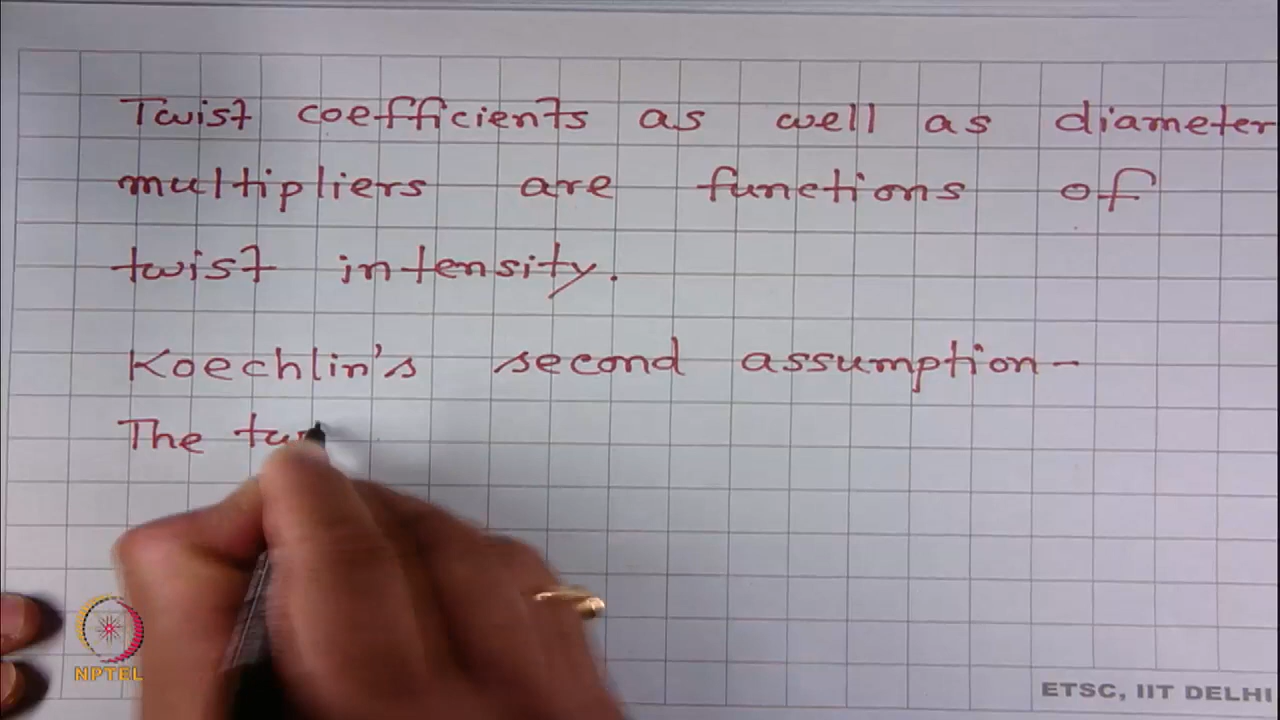 Twist coefficients as well as diameter
multipliers are functions of
twist intensity.
Koechlin's second assumption-
The
NPTEL
ETSC, IIT DELHI